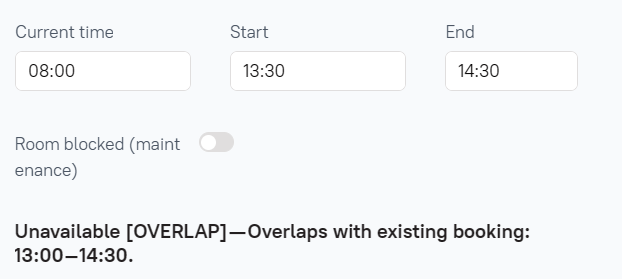 Current time Start End
08:00 13:30 14:30
Room blocked (maint
enance)
Unavailable [OVERLAP]—Overlaps with existing booking:
13:00–14:30.